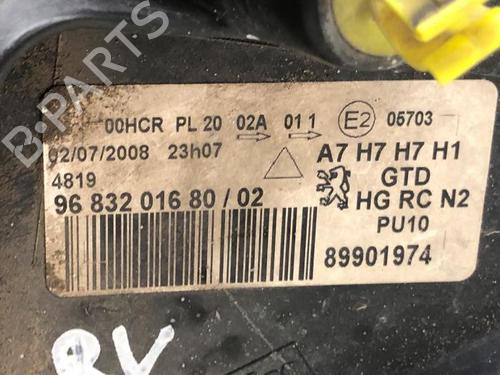 00HCR PL 20 02A 01 1 E2 05703
02/07/2008 23h07 A7 H7 H7 H1
4819 GTD
96 832 016 80 / 02 HG RC N2
PU10
89901974
B-PARTS
RV